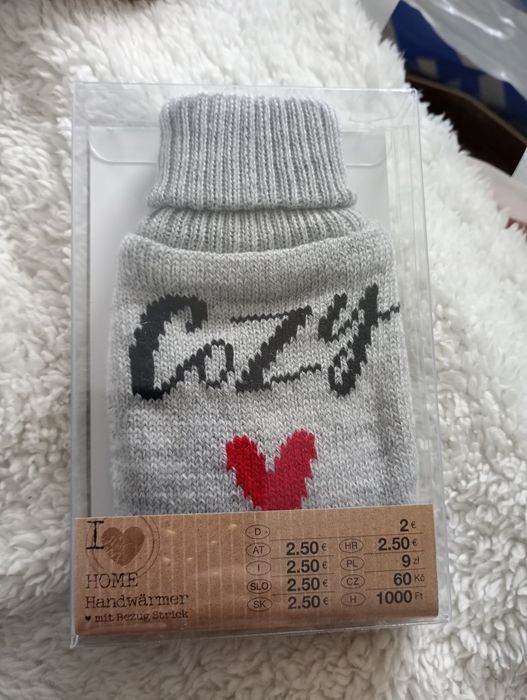 Cozy
I
HOME
Handwärmer
mit Bezug Strick
D 2 €
AT 2.50 €
I 2.50 €
SLO 2.50 €
SK 2.50 €
HR 2.50 €
PL 9 zł
CZ 60 Kč
H 1000 Ft